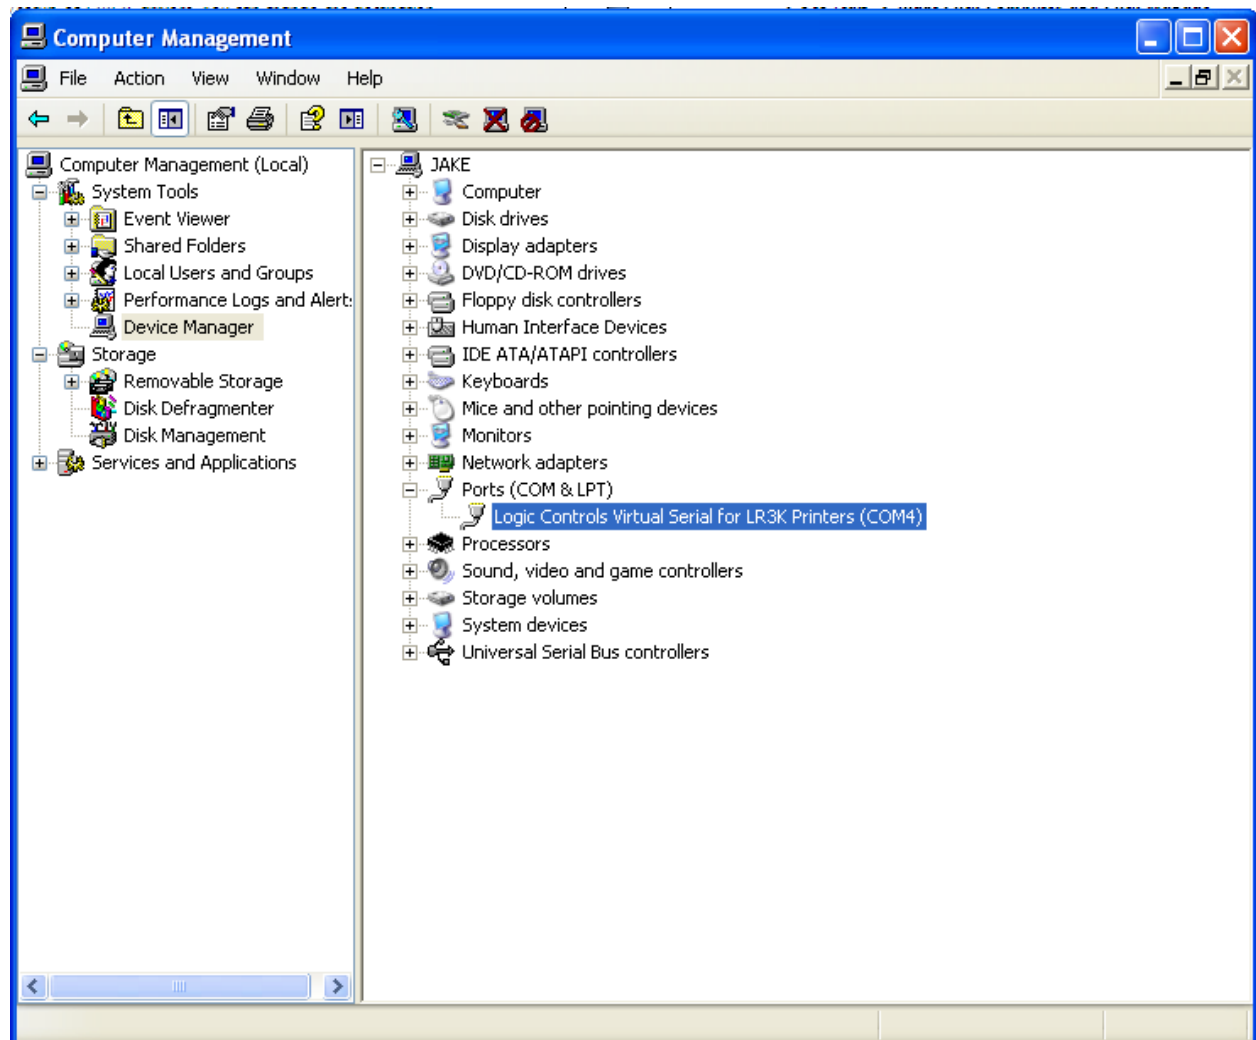 Computer Management
File Action View Window Help
Computer Management (Local)
System Tools
Event Viewer
Shared Folders
Local Users and Groups
Performance Logs and Alert
Device Manager
Storage
Removable Storage
Disk Defragmenter
Disk Management
Services and Applications
JAKE
Computer
Disk drives
Display adapters
DVD/CD-ROM drives
Floppy disk controllers
Human Interface Devices
IDE ATA/ATAPI controllers
Keyboards
Mice and other pointing devices
Monitors
Network adapters
Ports (COM & LPT)
Logic Controls Virtual Serial for LR3K Printers (COM4)
Processors
Sound, video and game controllers
Storage volumes
System devices
Universal Serial Bus controllers